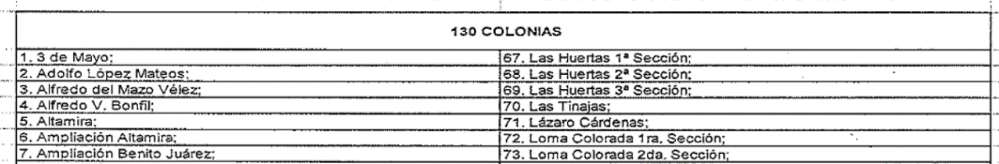 130 COLONIAS
1. 3 de Mayo;
67. Las Huertas 1ª Sección;
2. Adolfo López Mateos;
68. Las Huertas 2ª Sección;
3. Alfredo del Mazo Vélez;
69. Las Huertas 3ª Sección;
4. Alfredo V. Bonfil;
70. Las Tinajas;
5. Altamira;
71. Lázaro Cárdenas;
6. Ampliación Altamira;
72. Loma Colorada 1ra. Sección;
7. Ampliación Benito Juárez;
73. Loma Colorada 2da. Sección;